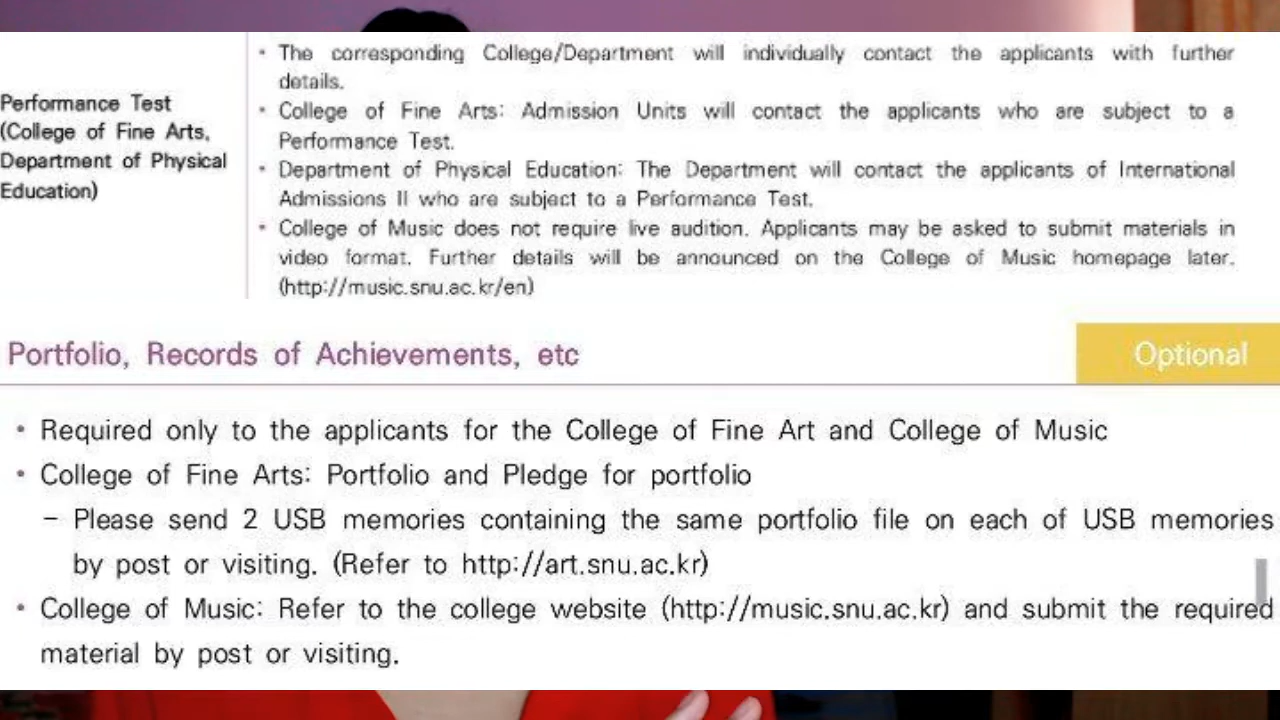 The corresponding College/Department will individually contact the applicants with further
details.
Performance Test
(College of Fine Arts,
Department of Physical
Education)
• College of Fine Arts: Admission Units will contact the applicants who are subject to a
Performance Test.
• Department of Physical Education: The Department will contact the applicants of International
Admissions II who are subject to a Performance Test.
• College of Music does not require live audition. Applicants may be asked to submit materials in
video format. Further details will be announced on the College of Music homepage later.
(http://music.snu.ac.kr/en)
Portfolio, Records of Achievements, etc
Optional
• Required only to the applicants for the College of Fine Art and College of Music
• College of Fine Arts: Portfolio and Pledge for portfolio
– Please send 2 USB memories containing the same portfolio file on each of USB memories
by post or visiting. (Refer to http://art.snu.ac.kr)
• College of Music: Refer to the college website (http://music.snu.ac.kr) and submit the required
material by post or visiting.